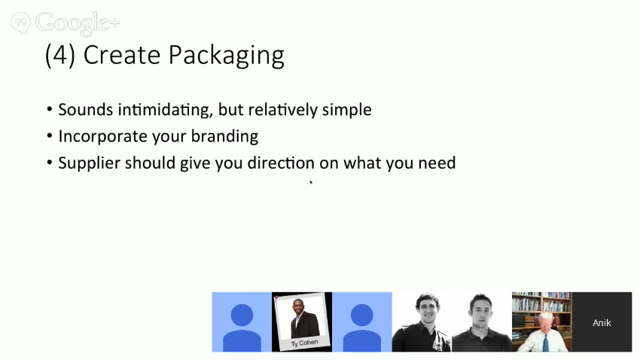 Google+
(4) Create Packaging
• Sounds intimidating, but relatively simple
• Incorporate your branding
• Supplier should give you direction on what you need
Ty Cohen
Anik